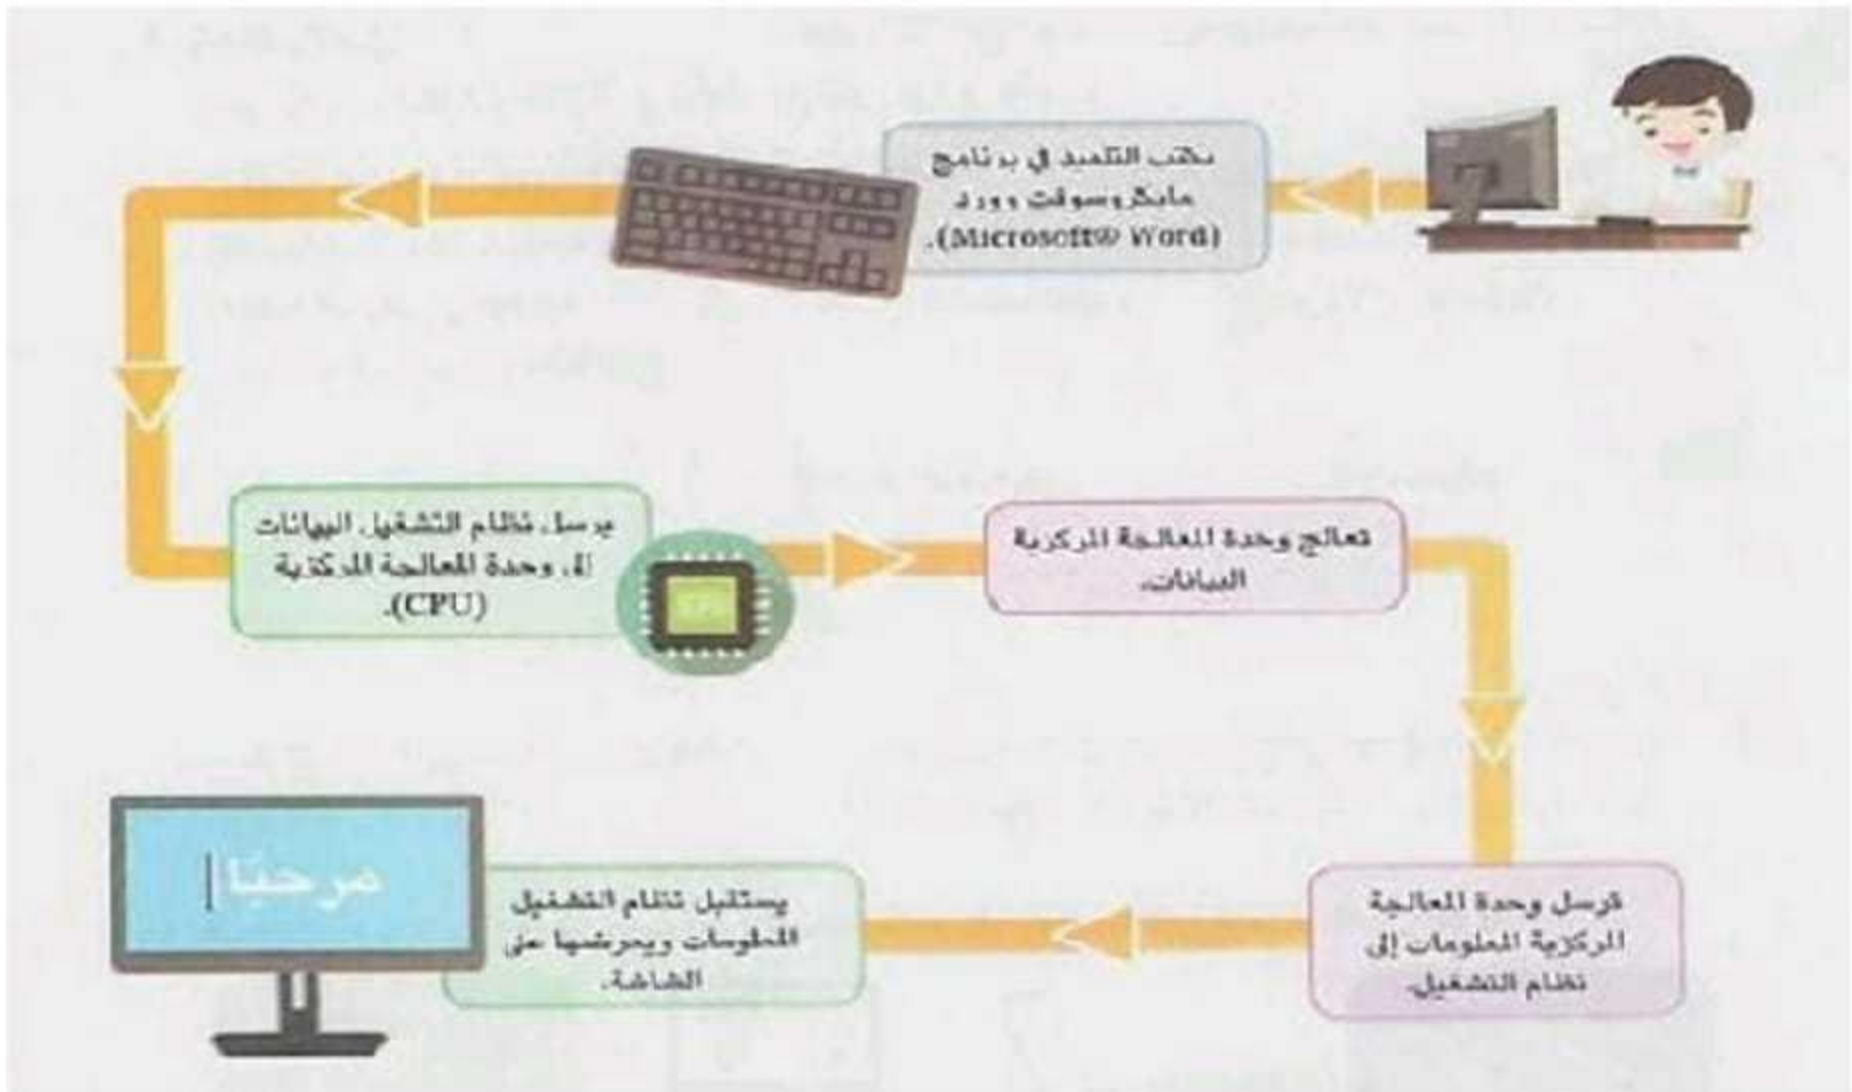 يكتب التلميذ في برنامج
مايكروسوفت وورد
(Microsoft® Word).
يرسل نظام التشغيل البيانات
إلى وحدة المعالجة المركزية
(CPU).
تعالج وحدة المعالجة المركزية
البيانات.
ترسل وحدة المعالجة
المركزية المعلومات إلى
نظام التشغيل.
يستقبل نظام التشغيل
المعلومات ويعرضها على
الشاشة.
مرحبًا